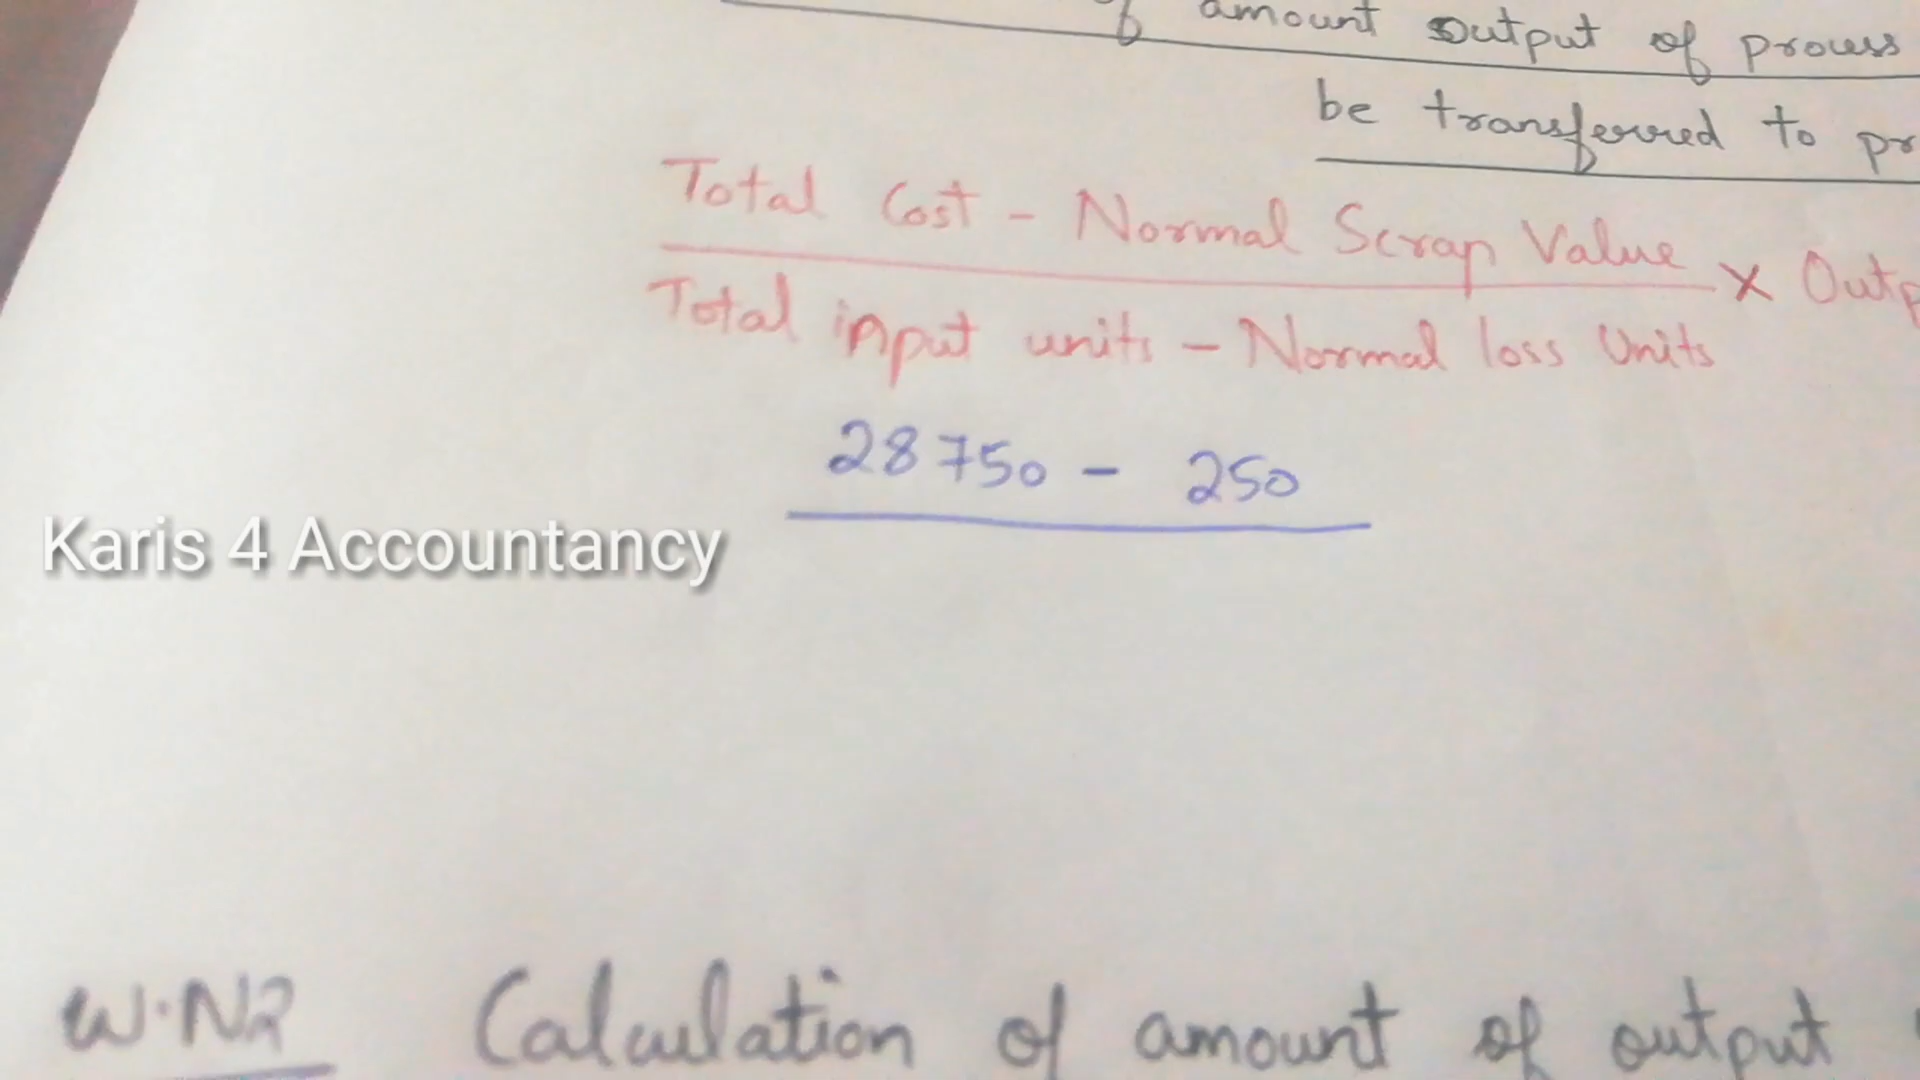 amount output of process
be transferred to
Total Cost - Normal Scrap Value
× Outp
Total input units - Normal loss Units
28750 - 250
Karis 4 Accountancy
W.N2 Calculation of amount of output